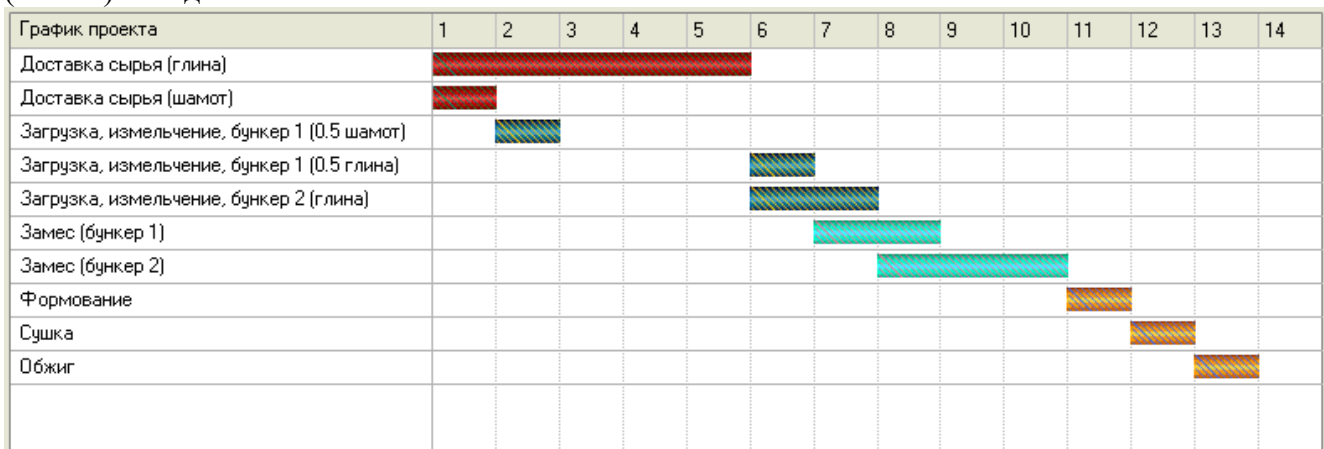 График проекта 1 2 3 4 5 6 7 8 9 10 11 12 13 14
Доставка сырья (глина)
Доставка сырья (шамот)
Загрузка, измельчение, бункер 1 (0.5 шамот)
Загрузка, измельчение, бункер 1 (0.5 глина)
Загрузка, измельчение, бункер 2 (глина)
Замес (бункер 1)
Замес (бункер 2)
Формование
Сушка
Обжиг